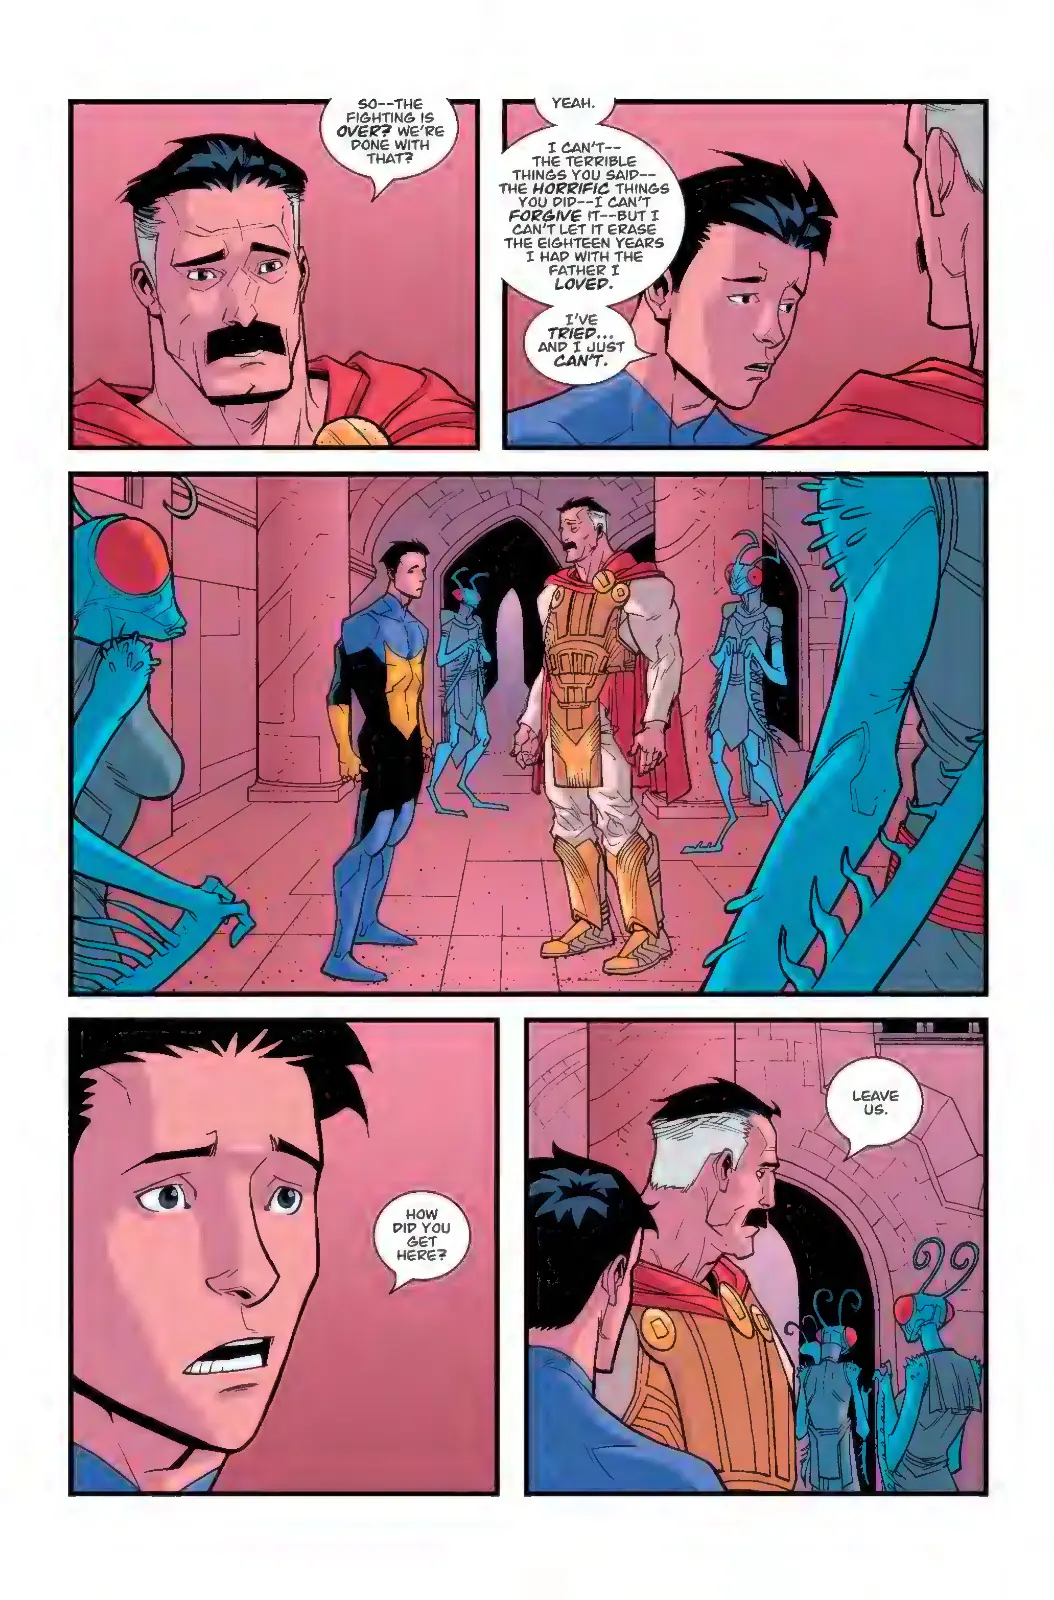 SO--THE
FIGHTING IS
OVER? WE'RE
DONE WITH
THAT?
YEAH.
I CAN'T--
THE TERRIBLE
THINGS YOU SAID--
THE HORRIFIC THINGS
YOU DID--I CAN'T
FORGIVE IT--BUT I
CAN'T LET IT ERASE
THE EIGHTEEN YEARS
I HAD WITH THE
FATHER I
LOVED.
I'VE
TRIED...
AND I JUST
CAN'T.
HOW
DID YOU
GET
HERE?
LEAVE
US.